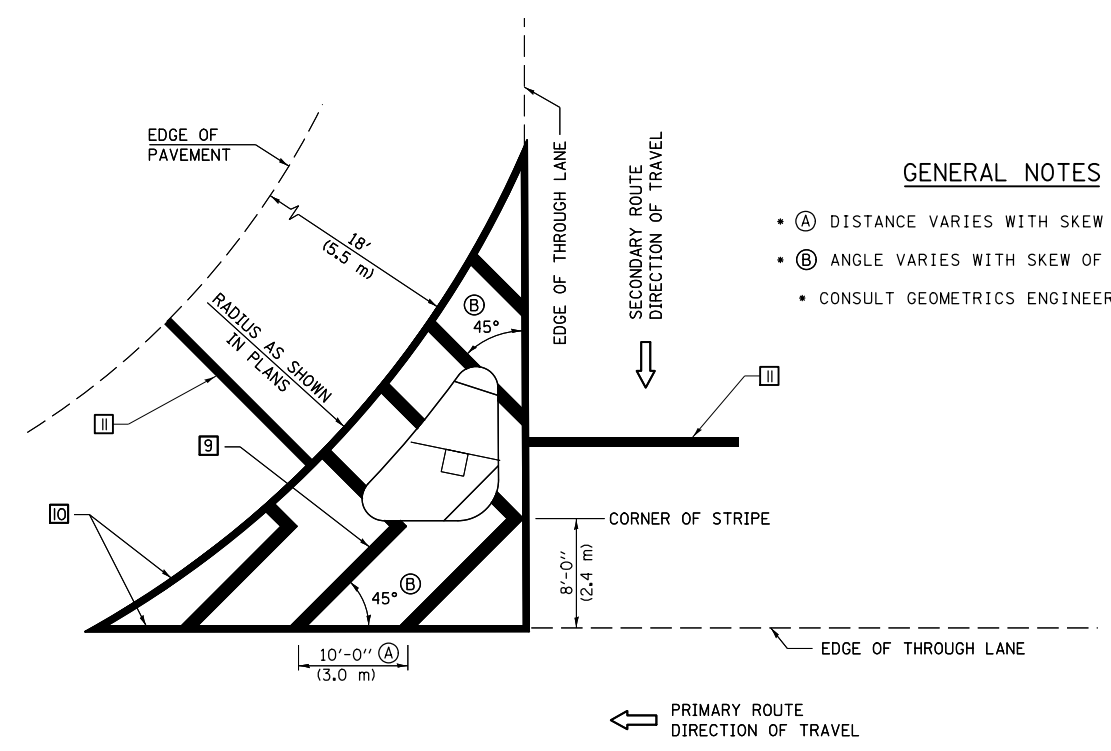 EDGE OF
PAVEMENT
18'
(5.5 m)
RADIUS AS SHOWN
IN PLANS
EDGE OF THROUGH LANE
SECONDARY ROUTE
DIRECTION OF TRAVEL
GENERAL NOTES
* Ⓐ DISTANCE VARIES WITH SKEW
* Ⓑ ANGLE VARIES WITH SKEW OF
* CONSULT GEOMETRICS ENGINEER
Ⓑ
45°
11
11
9
10
CORNER OF STRIPE
8'-0"
(2.4 m)
45° Ⓑ
10'-0" Ⓐ
(3.0 m)
EDGE OF THROUGH LANE
PRIMARY ROUTE
DIRECTION OF TRAVEL